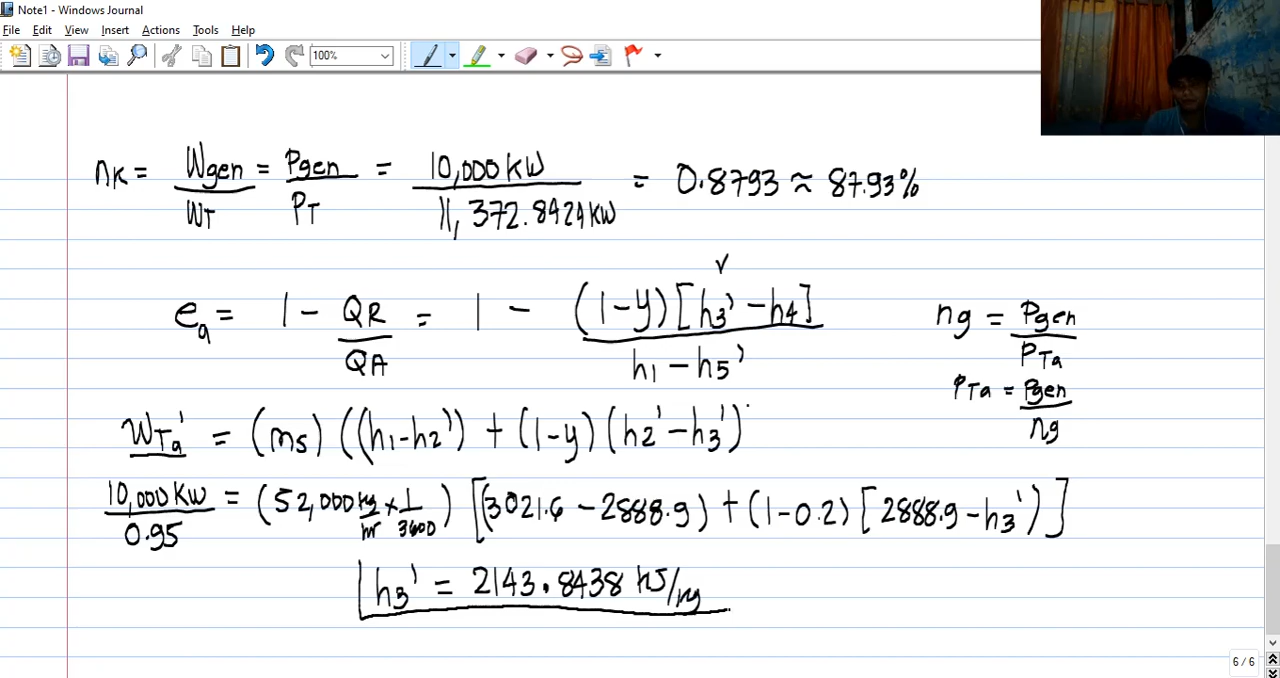 Note1 - Windows Journal
File Edit View Insert Actions Tools Help
100%
nK = Wgen/WT = Pgen/PT = 10,000 KW/11,372.8424 KW = 0.8793 ≈ 87.93%
ea = 1 - QR/QA = 1 - (1-y)[h3' - h4]/h1 - h5'
ng = Pgen/PTa
PTa = Pgen/ng
WTa' = (ms) ((h1-h2') + (1-y) (h2' - h3')
10,000 KW/0.95 = (52,000 kg/hr x 1/3600) [(3021.6 - 2888.9) + (1-0.2) [2888.9 - h3')]
h3' = 2143.8438 kJ/kg
6 / 6